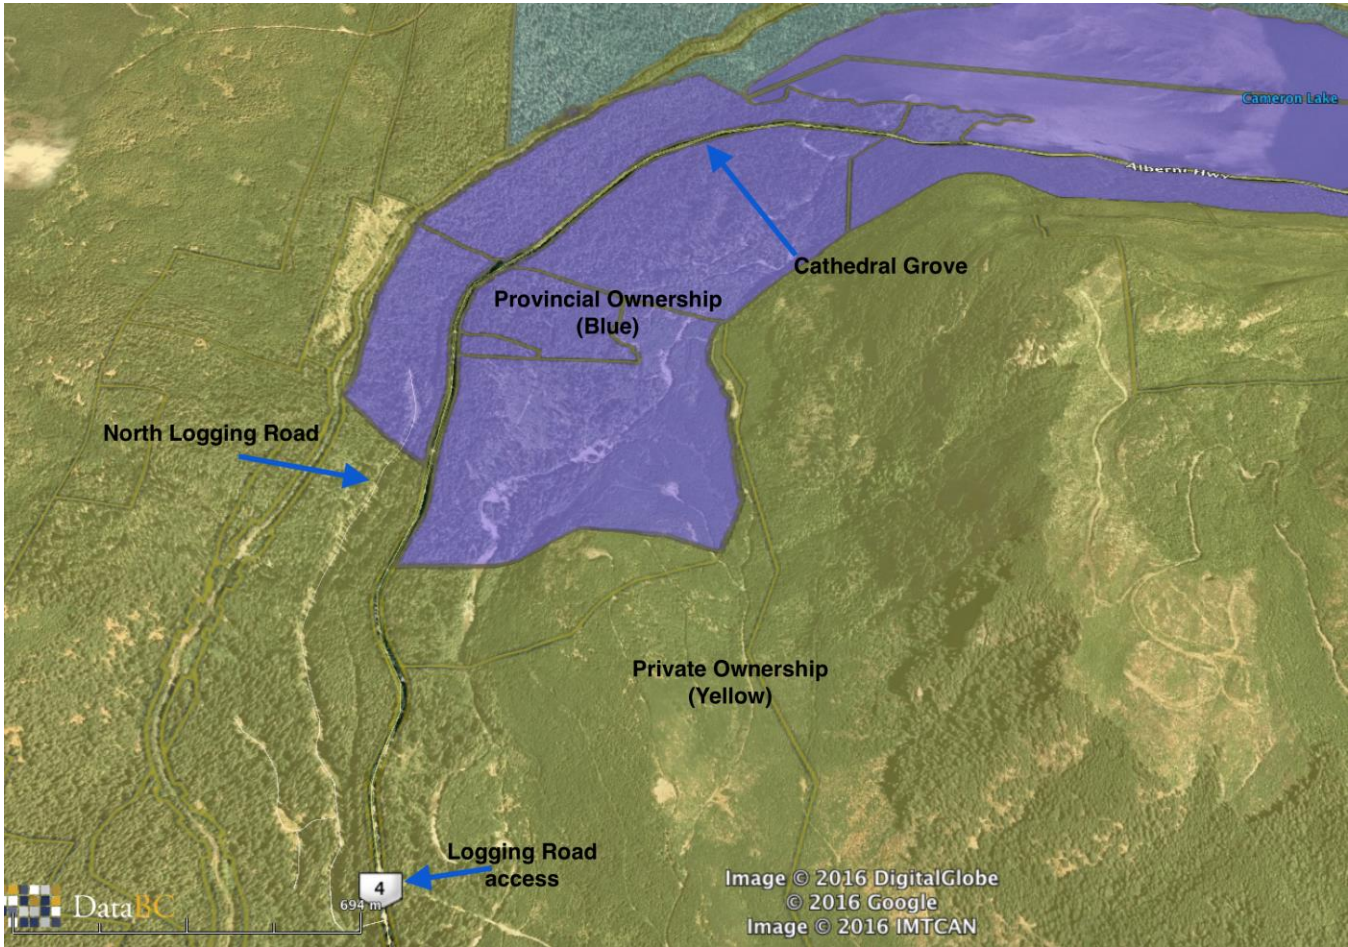 Cameron Lake
Alberni Hwy
Cathedral Grove
Provincial Ownership
(Blue)
North Logging Road
Private Ownership
(Yellow)
Logging Road
access
4
694 m
DataBC
Image © 2016 DigitalGlobe
© 2016 Google
Image © 2016 IMTCAN